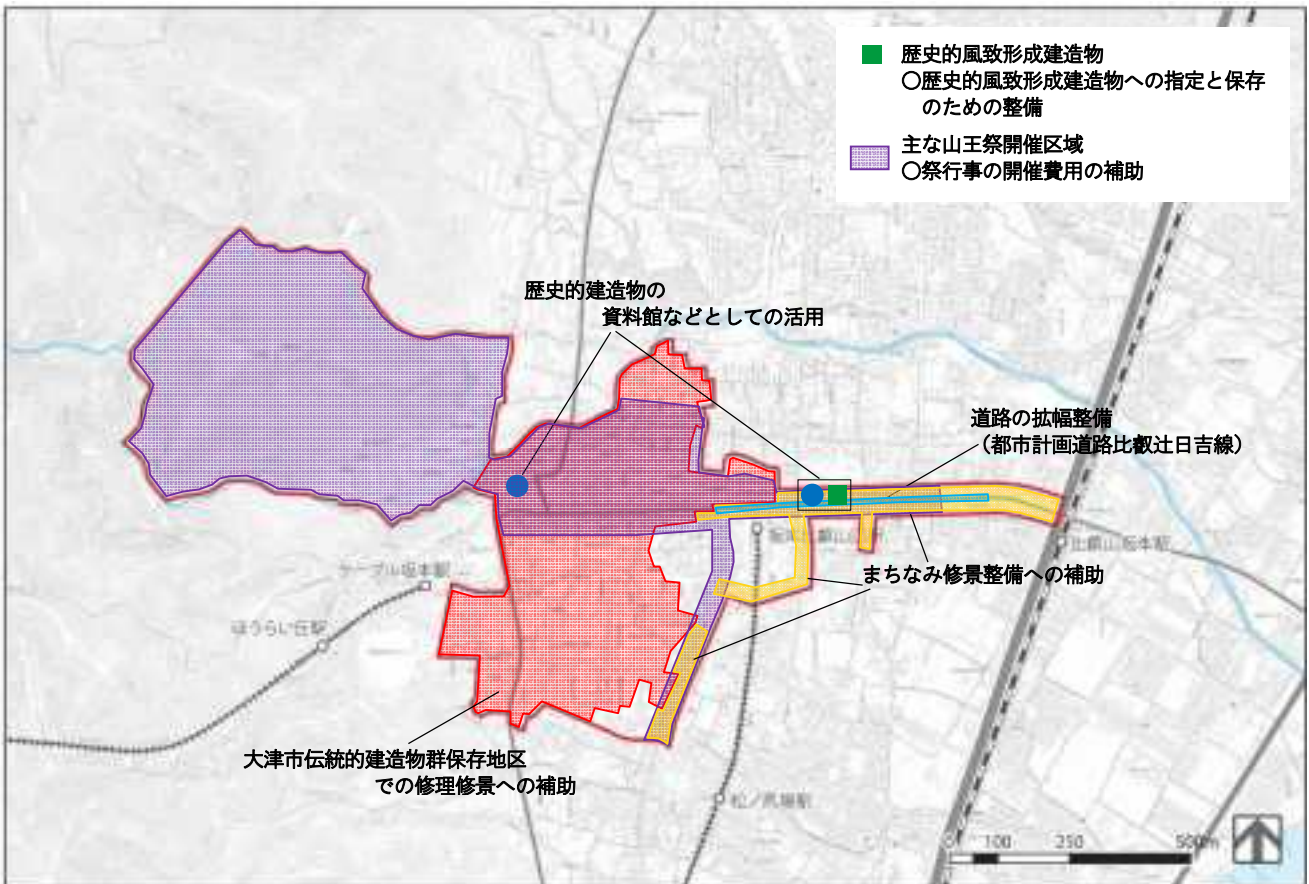 歴史的風致形成建造物
〇歴史的風致形成建造物への指定と保存
のための整備
主な山王祭開催区域
〇祭行事の開催費用の補助
歴史的建造物の
資料館などとしての活用
道路の拡幅整備
（都市計画道路比叡辻日吉線）
比叡山坂本駅
まちなみ修景整備への補助
ケーブル坂本駅
ほうらい丘駅
大津市伝統的建造物群保存地区
での修理修景への補助
松ノ馬場駅
0 100 250 500m